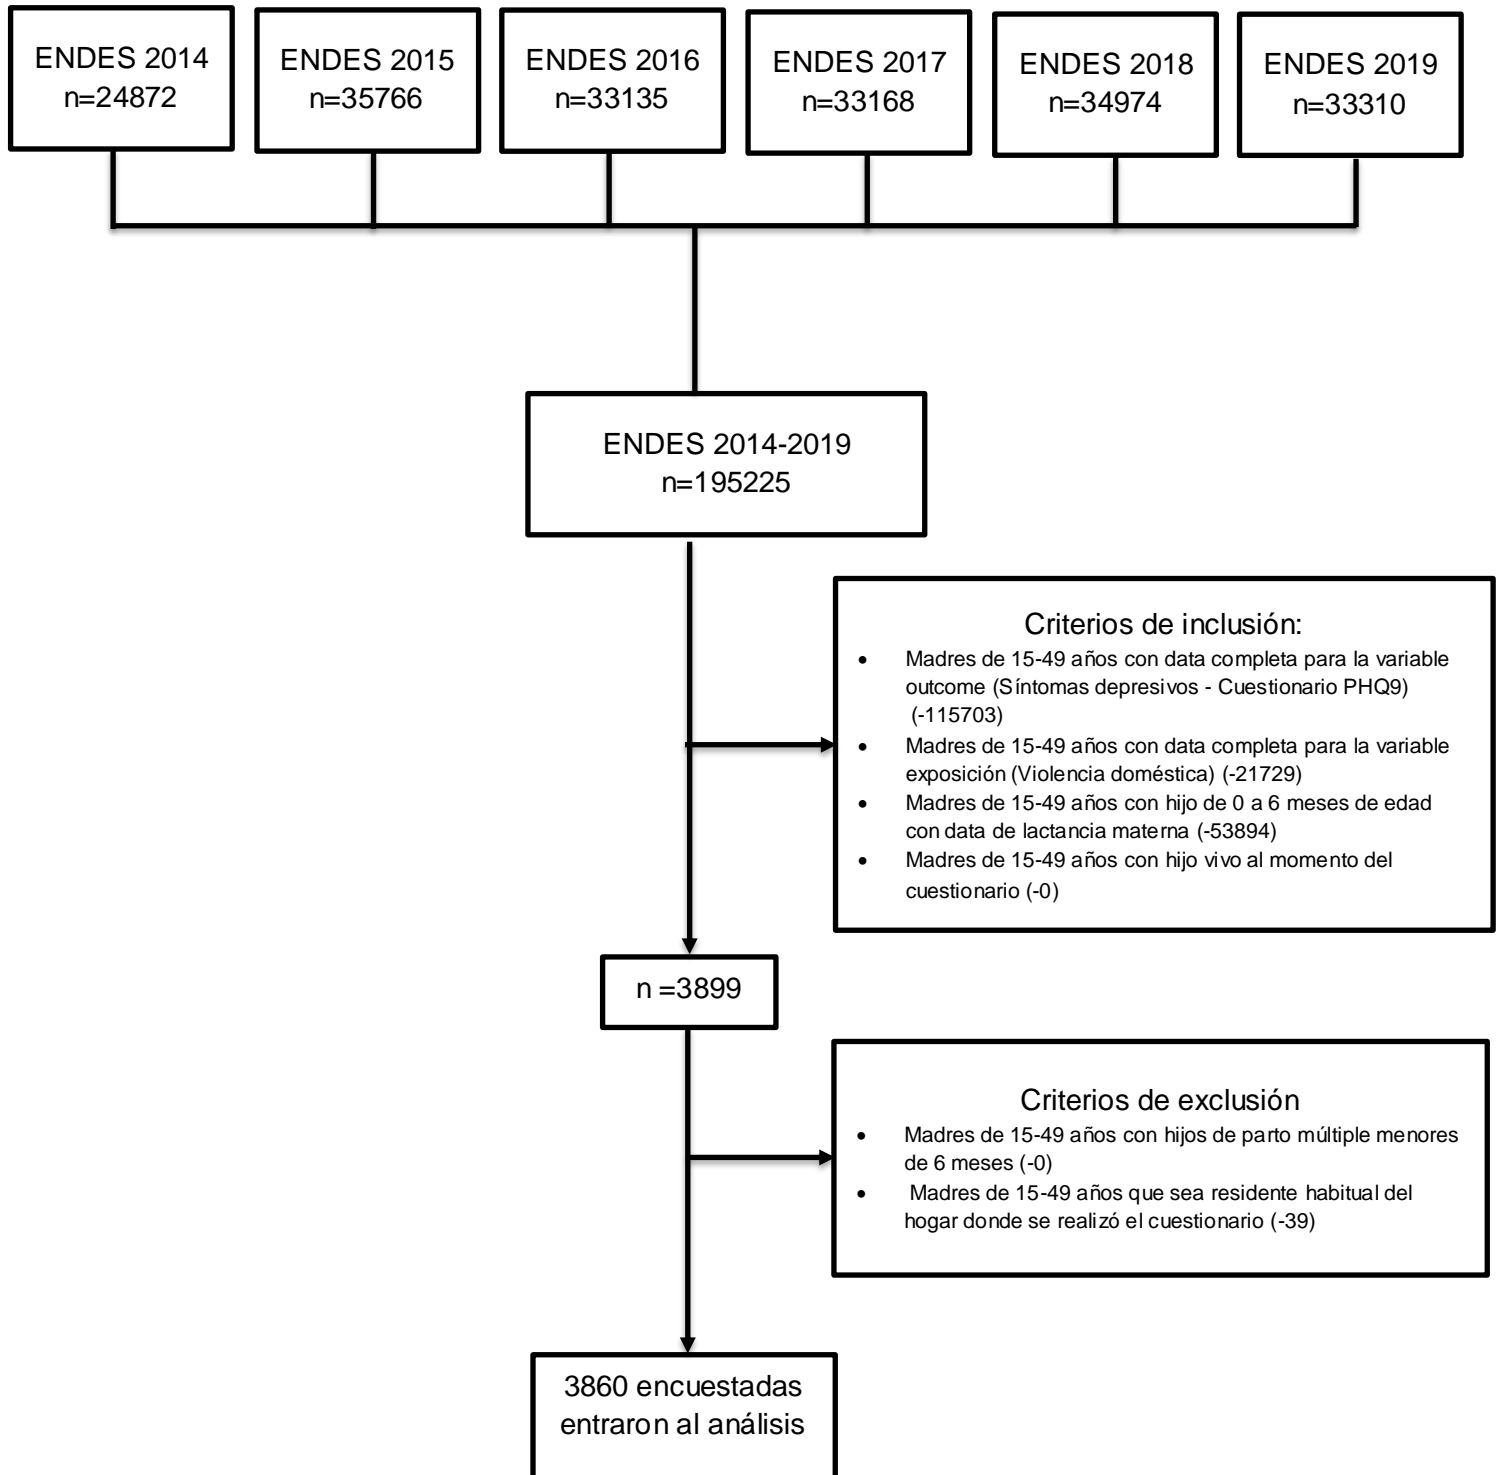 ENDES 2014
n=24872
ENDES 2015
n=35766
ENDES 2016
n=33135
ENDES 2017
n=33168
ENDES 2018
n=34974
ENDES 2019
n=33310
ENDES 2014-2019
n=195225
Criterios de inclusión:
• Madres de 15-49 años con data completa para la variable
outcome (Síntomas depresivos - Cuestionario PHQ9)
(-115703)
• Madres de 15-49 años con data completa para la variable
exposición (Violencia doméstica) (-21729)
• Madres de 15-49 años con hijo de 0 a 6 meses de edad
con data de lactancia materna (-53894)
• Madres de 15-49 años con hijo vivo al momento del
cuestionario (-0)
n =3899
Criterios de exclusión
• Madres de 15-49 años con hijos de parto múltiple menores
de 6 meses (-0)
• Madres de 15-49 años que sea residente habitual del
hogar donde se realizó el cuestionario (-39)
3860 encuestadas
entraron al análisis